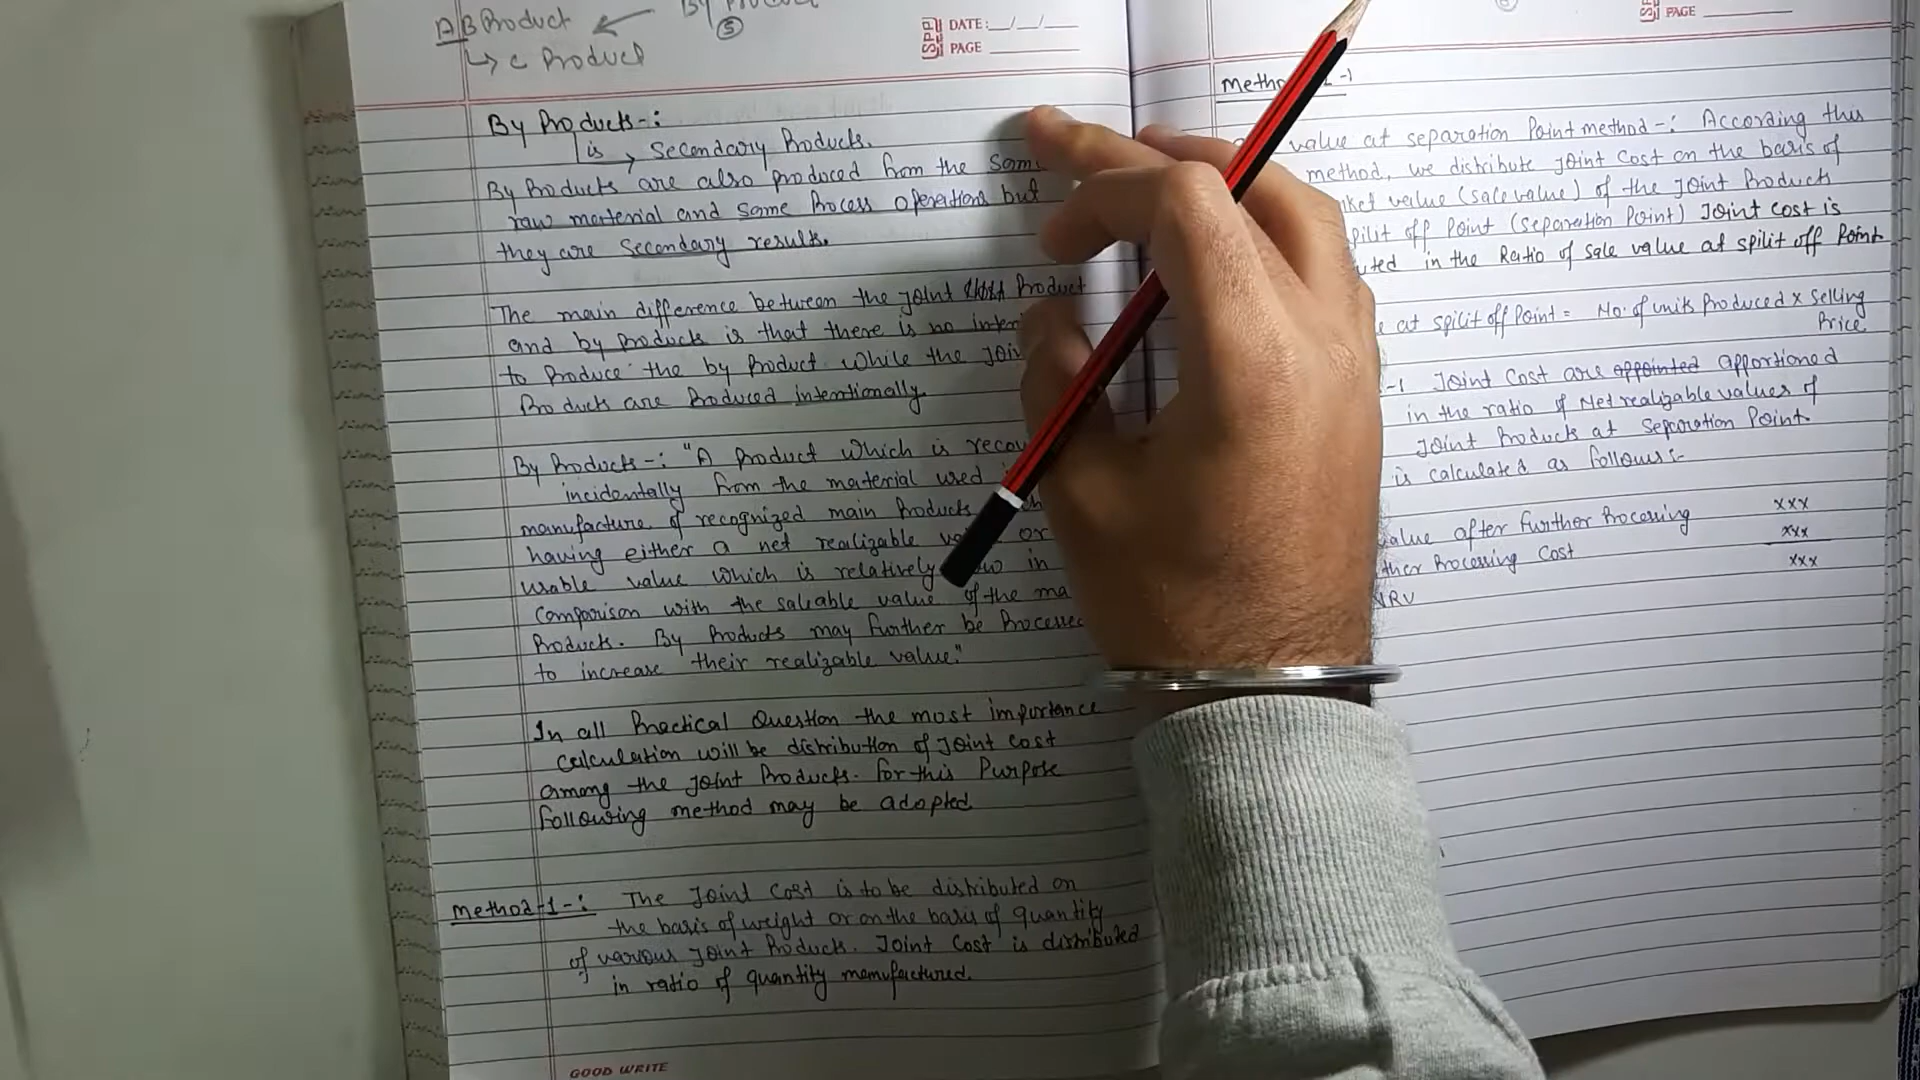 AB Product
↳ C Product
5
DATE:__/__/__
PAGE
By Products-:
is → Secondary Products.
By Products are also produced from the Same
raw material and Same Process operations but
they are Secondary results.
The main difference between the Joint Product
and by Products is that there is no
to Produce the by Product while the
Products are Produced intentionally.
By Products-: "A Product which is
incidentally from the material used
manufacture of recognized main Products
having either a net realizable or
usable value which is relatively in
Comparison with the saleable value of the
Products. By Products may further be
to increase their realizable value."
In all Practical Question the most importance
Calculation will be distribution of Joint Cost
among the Joint Products. For this Purpose
following method may be adopted
Method-1-: The Joint Cost is to be distributed on
the basis of weight or on the basis of quantity
of various Joint Products. Joint Cost is distributed
in ratio of quantity manufactured.
GOOD WRITE
PAGE
value at separation Point method-: According this
method, we distribute Joint Cost on the basis of
value (sale value) of the Joint Products
off Point (Separation Point) Joint Cost is
in the Ratio of sale value at spilit off Point
at spilit off Point = No. of units Produced x Selling
Price
-1 Joint Cost are apportioned
in the ratio of Net realizable values of
Joint Products at Separation Point
is calculated as follows:-
after further Processing xxx
Processing Cost xxx
xxx